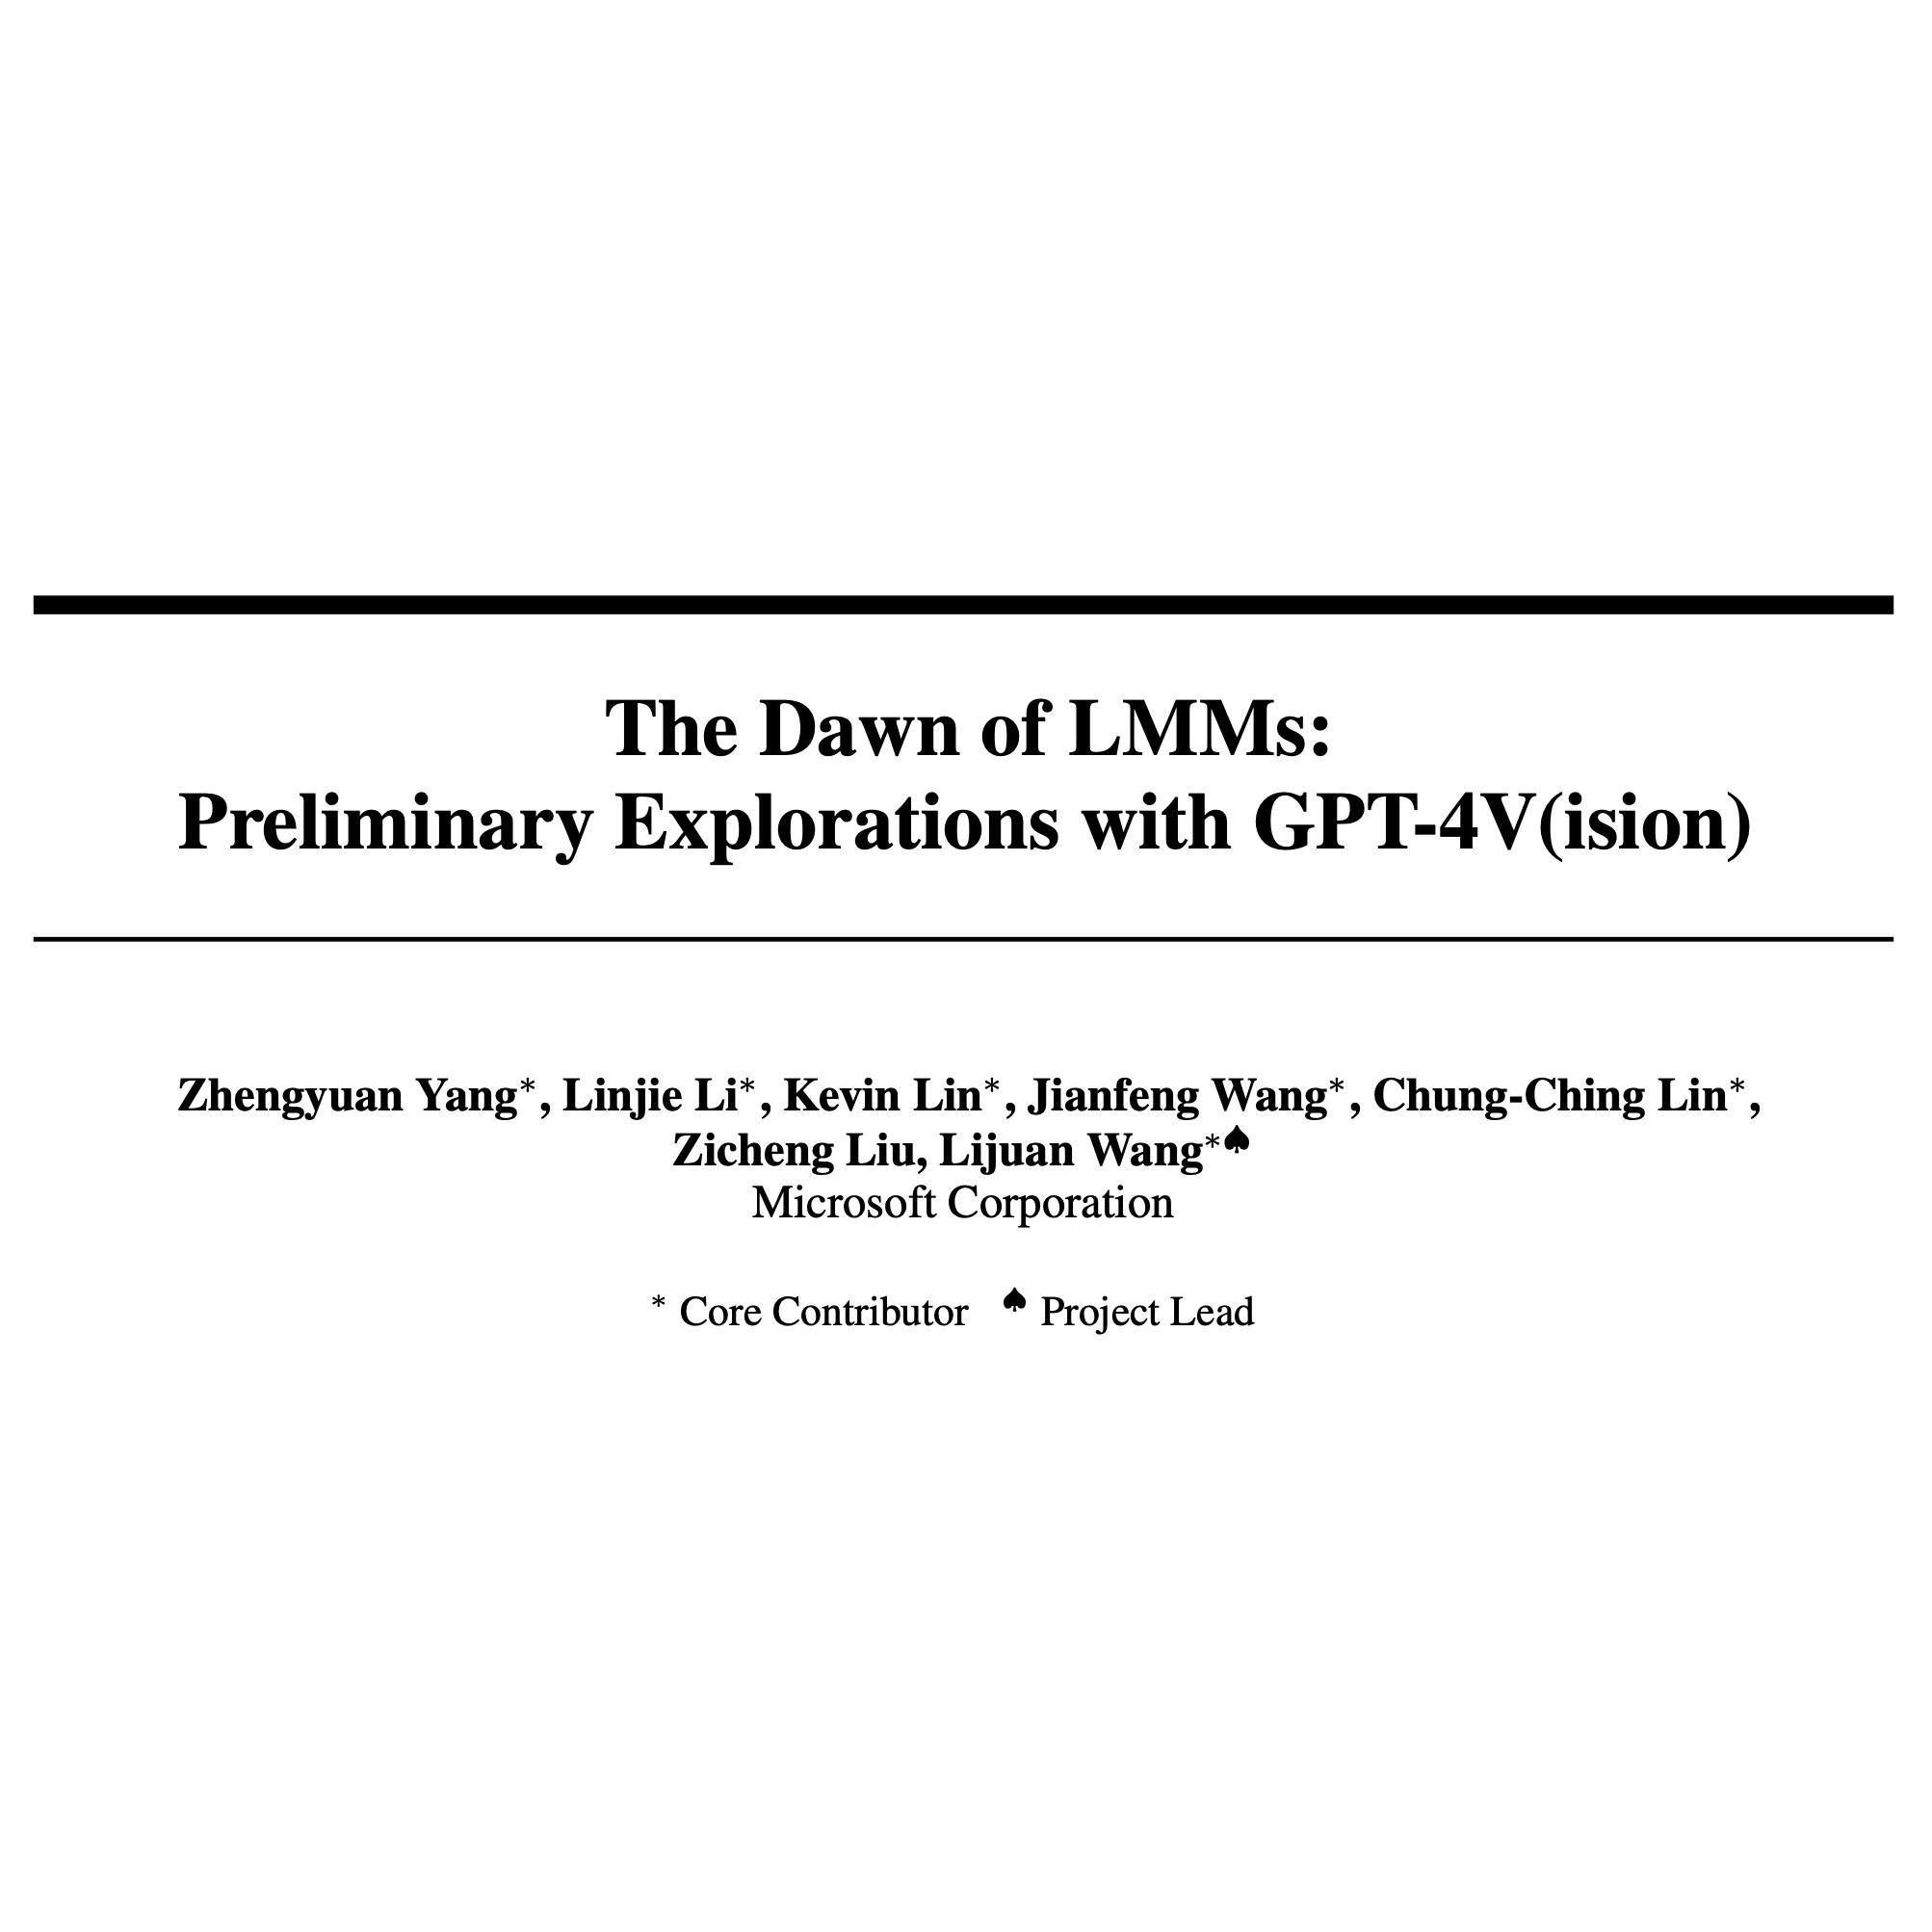 The Dawn of LMMs:
Preliminary Explorations with GPT-4V(ision)
Zhengyuan Yang*, Linjie Li*, Kevin Lin*, Jianfeng Wang*, Chung-Ching Lin*,
Zicheng Liu, Lijuan Wang*♠
Microsoft Corporation
* Core Contributor ♠ Project Lead